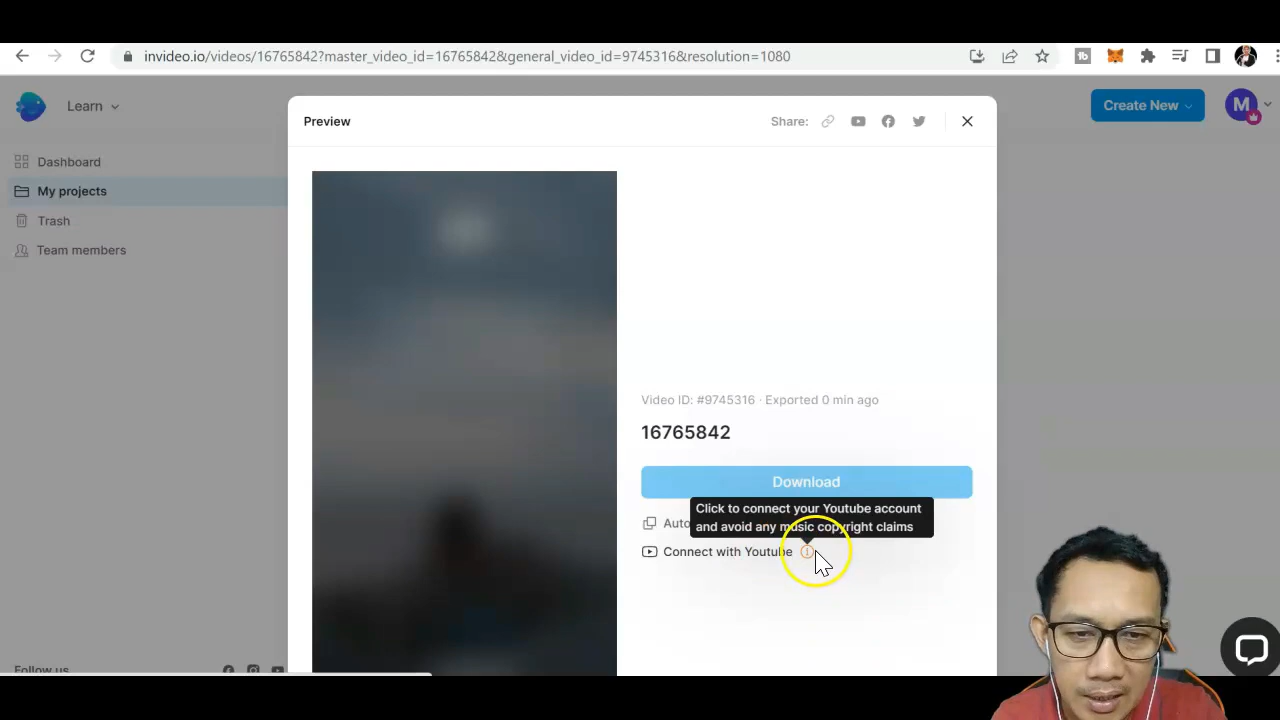 invideo.io/videos/16765842?master_video_id=16765842&general_video_id=9745316&resolution=1080
Learn
Create New
M
Preview
Share:
Dashboard
My projects
Trash
Team members
Video ID: #9745316 · Exported 0 min ago
16765842
Download
Click to connect your Youtube account
and avoid any music copyright claims
Auto
Connect with Youtube
Follow us